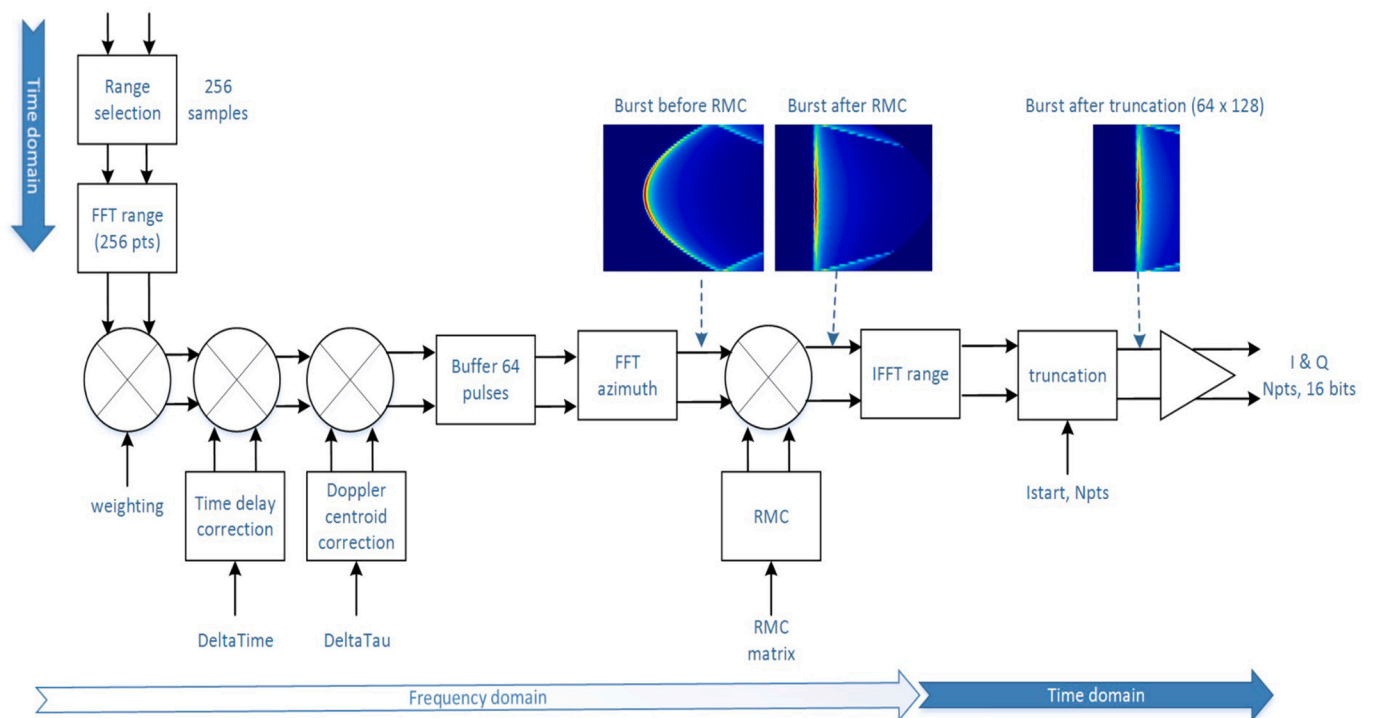 Time domain
Range
selection
256
samples
FFT range
(256 pts)
Burst before RMC
Burst after RMC
Burst after truncation (64 x 128)
Buffer 64
pulses
FFT
azimuth
IFFT range
truncation
I & Q
Npts, 16 bits
weighting
Time delay
correction
Doppler
centroid
correction
RMC
Istart, Npts
DeltaTime
DeltaTau
RMC
matrix
Frequency domain
Time domain